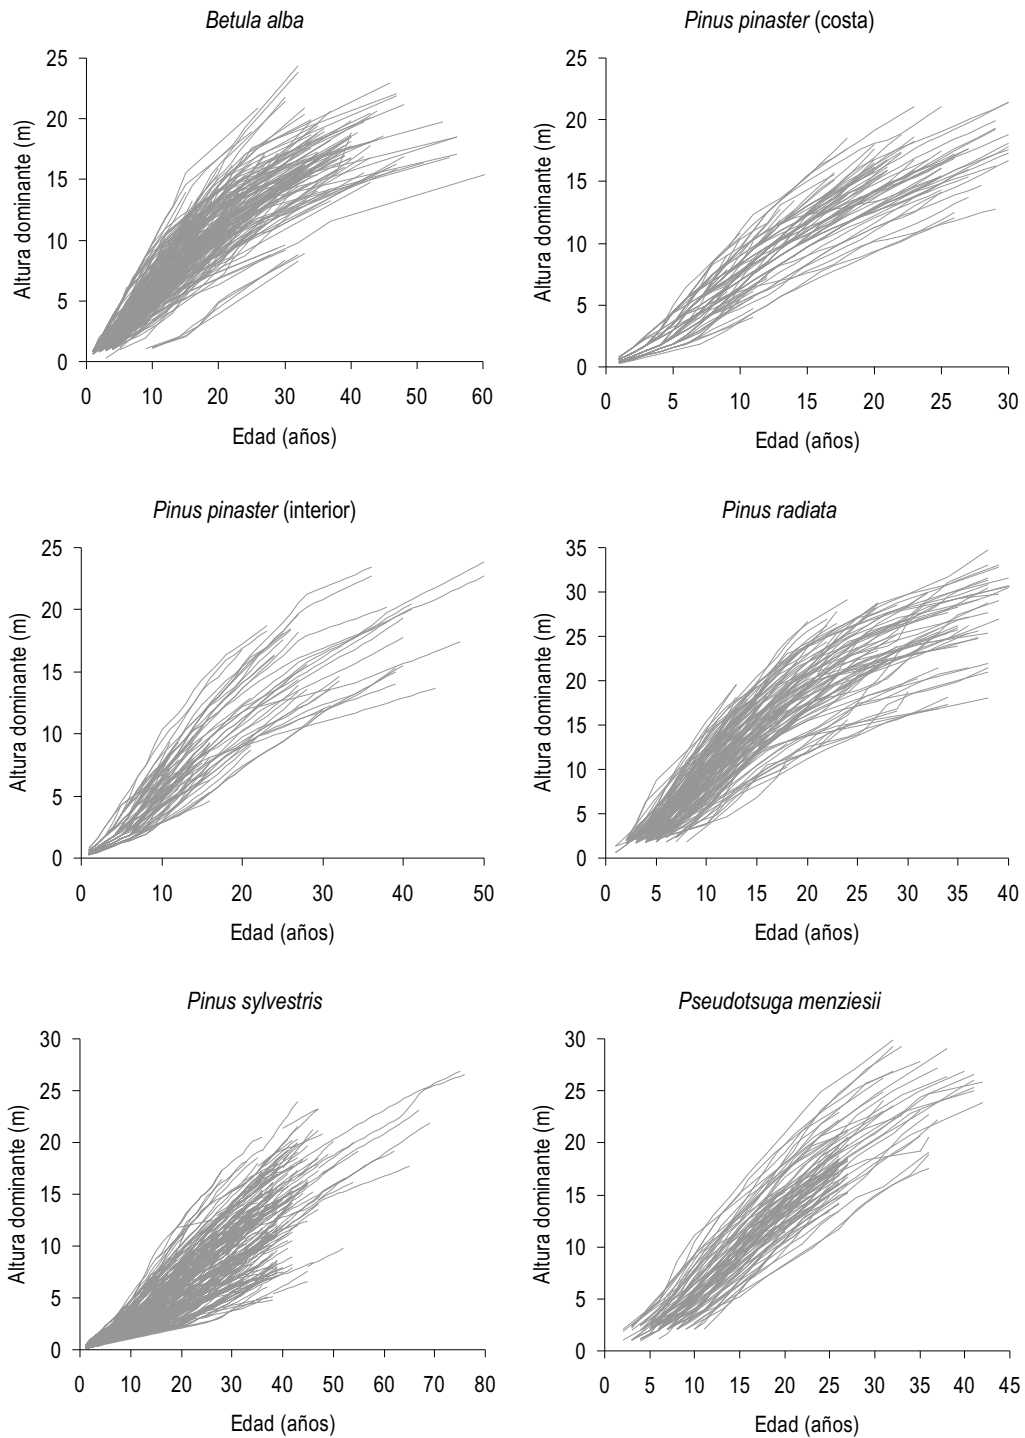 Betula alba
25
20
15
10
5
0
Altura dominante (m)
0 10 20 30 40 50 60
Edad (años)
Pinus pinaster (costa)
25
20
15
10
5
0
Altura dominante (m)
0 5 10 15 20 25 30
Edad (años)
Pinus pinaster (interior)
25
20
15
10
5
0
Altura dominante (m)
0 10 20 30 40 50
Edad (años)
Pinus radiata
35
30
25
20
15
10
5
0
Altura dominante (m)
0 5 10 15 20 25 30 35 40
Edad (años)
Pinus sylvestris
30
25
20
15
10
5
0
Altura dominante (m)
0 10 20 30 40 50 60 70 80
Edad (años)
Pseudotsuga menziesii
30
25
20
15
10
5
0
Altura dominante (m)
0 5 10 15 20 25 30 35 40 45
Edad (años)